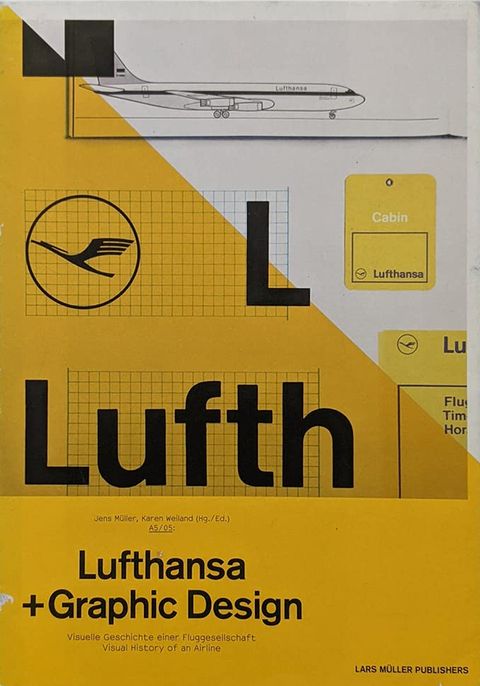 Lufthansa
Cabin
Lufthansa
L
Lu
Flug
Tim
Hor
Lufth
Jens Müller, Karen Weiland (Hg./Ed.)
A5/05:
Lufthansa
+Graphic Design
Visuelle Geschichte einer Fluggesellschaft
Visual History of an Airline
LARS MÜLLER PUBLISHERS